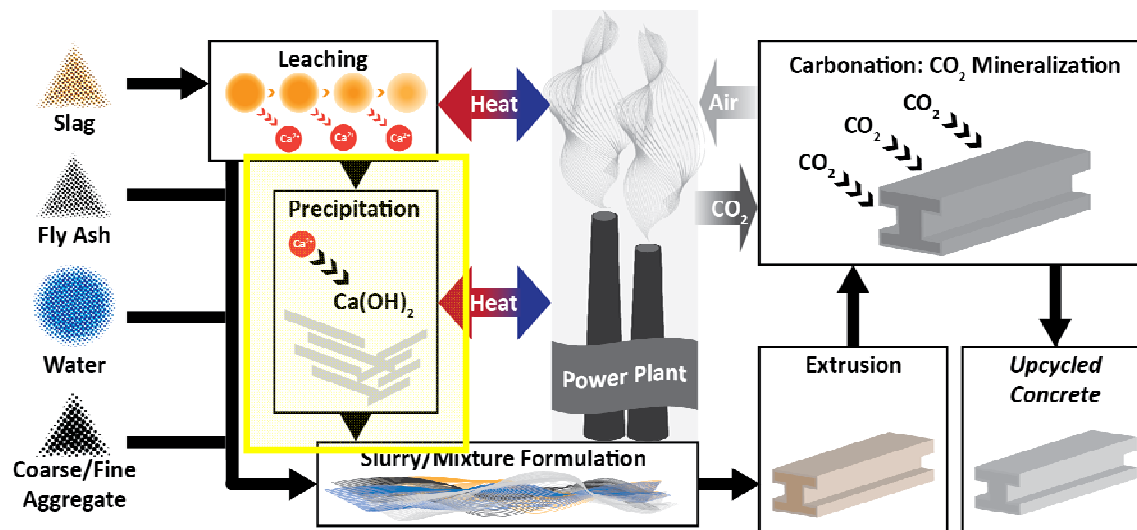 Leaching
Slag
Ca²⁺
Ca²⁺
Ca²⁺
Heat
Air
CO₂
Carbonation: CO₂ Mineralization
CO₂
CO₂
CO₂
Fly Ash
Precipitation
Ca²⁺
Ca(OH)₂
Heat
Water
Power Plant
Extrusion
Upcycled
Concrete
Coarse/Fine
Aggregate
Slurry/Mixture Formulation